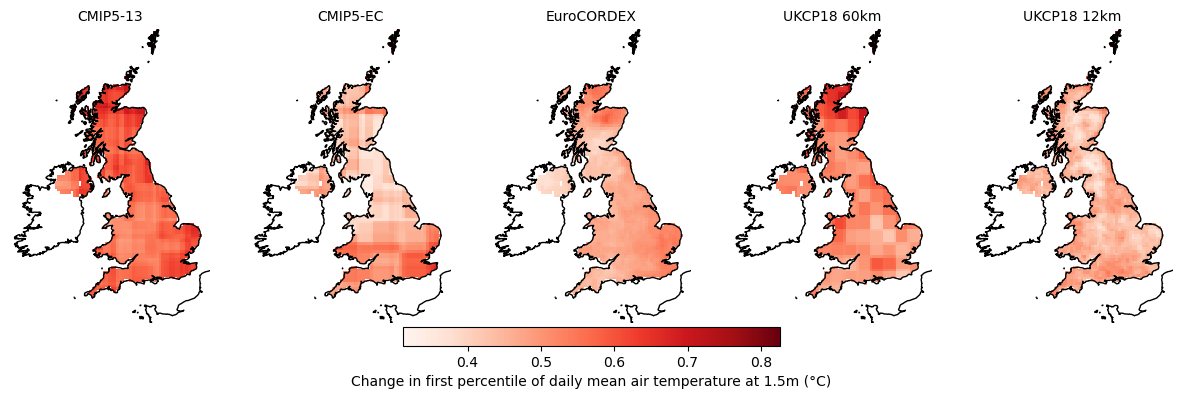 CMIP5-13
CMIP5-EC
EuroCORDEX
UKCP18 60km
UKCP18 12km
0.4
0.5
0.6
0.7
0.8
Change in first percentile of daily mean air temperature at 1.5m (°C)